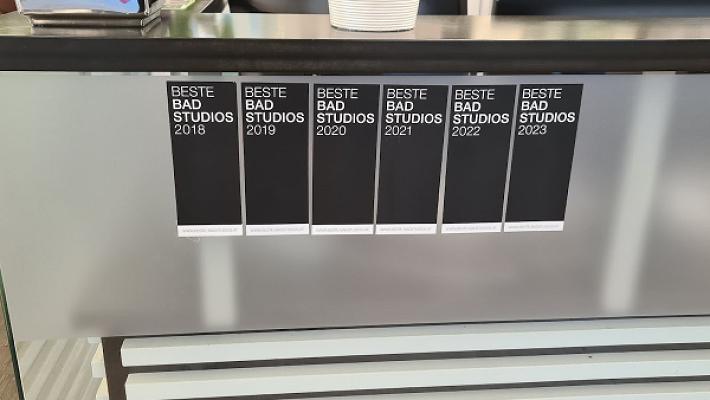 BESTE
BAD
STUDIOS
2018
BESTE
BAD
STUDIOS
2019
BESTE
BAD
STUDIOS
2020
BESTE
BAD
STUDIOS
2021
BESTE
BAD
STUDIOS
2022
BESTE
BAD
STUDIOS
2023